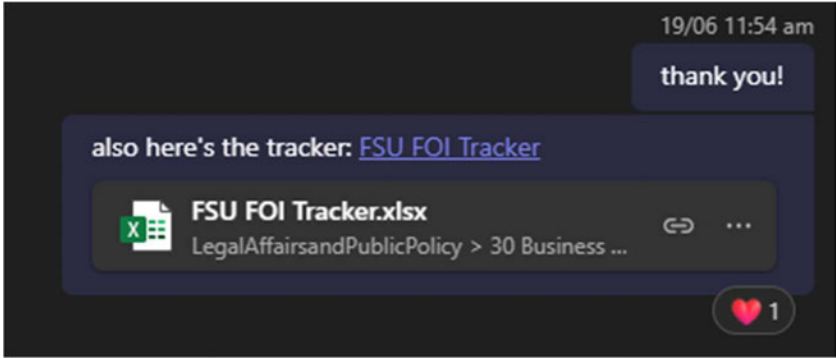 19/06 11:54 am
thank you!
also here's the tracker: FSU FOI Tracker
FSU FOI Tracker.xlsx
LegalAffairsandPublicPolicy > 30 Business ...
1